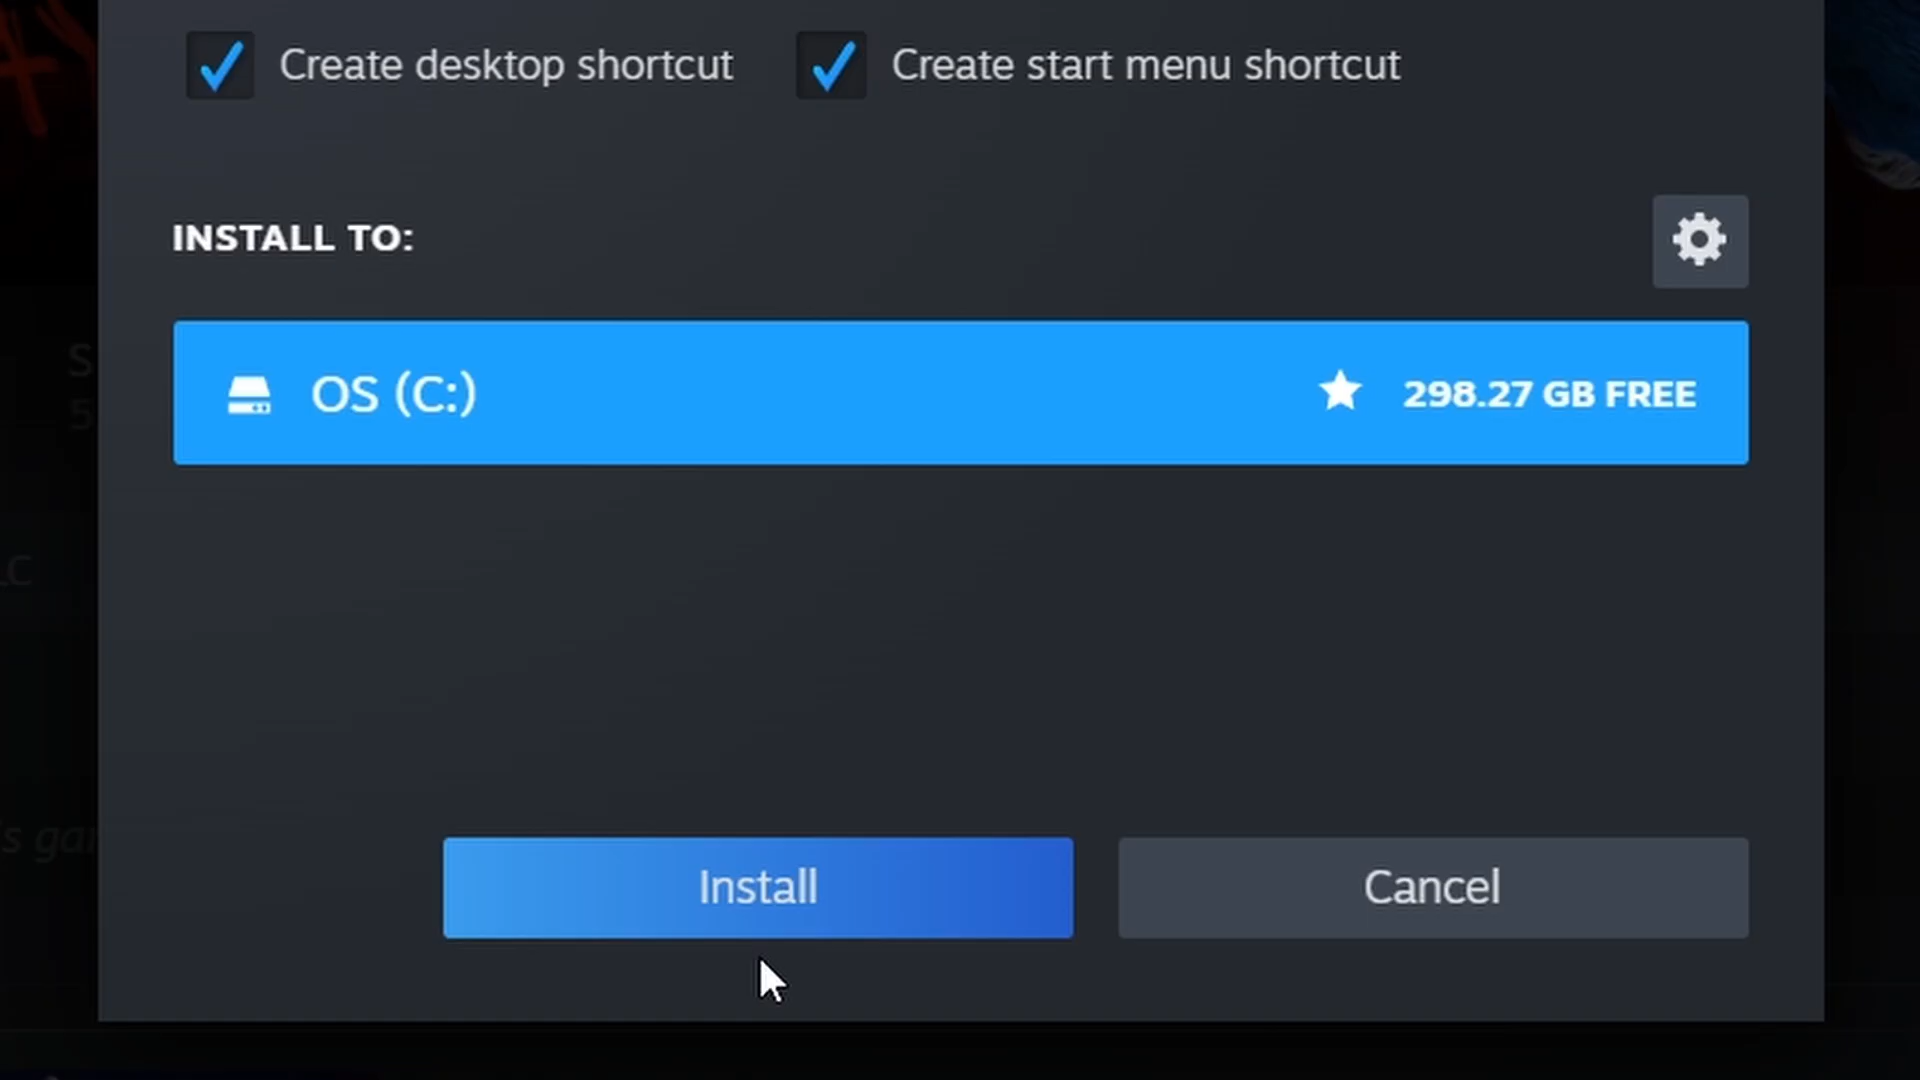 Create desktop shortcut Create start menu shortcut
INSTALL TO:
OS (C:) 298.27 GB FREE
Install Cancel